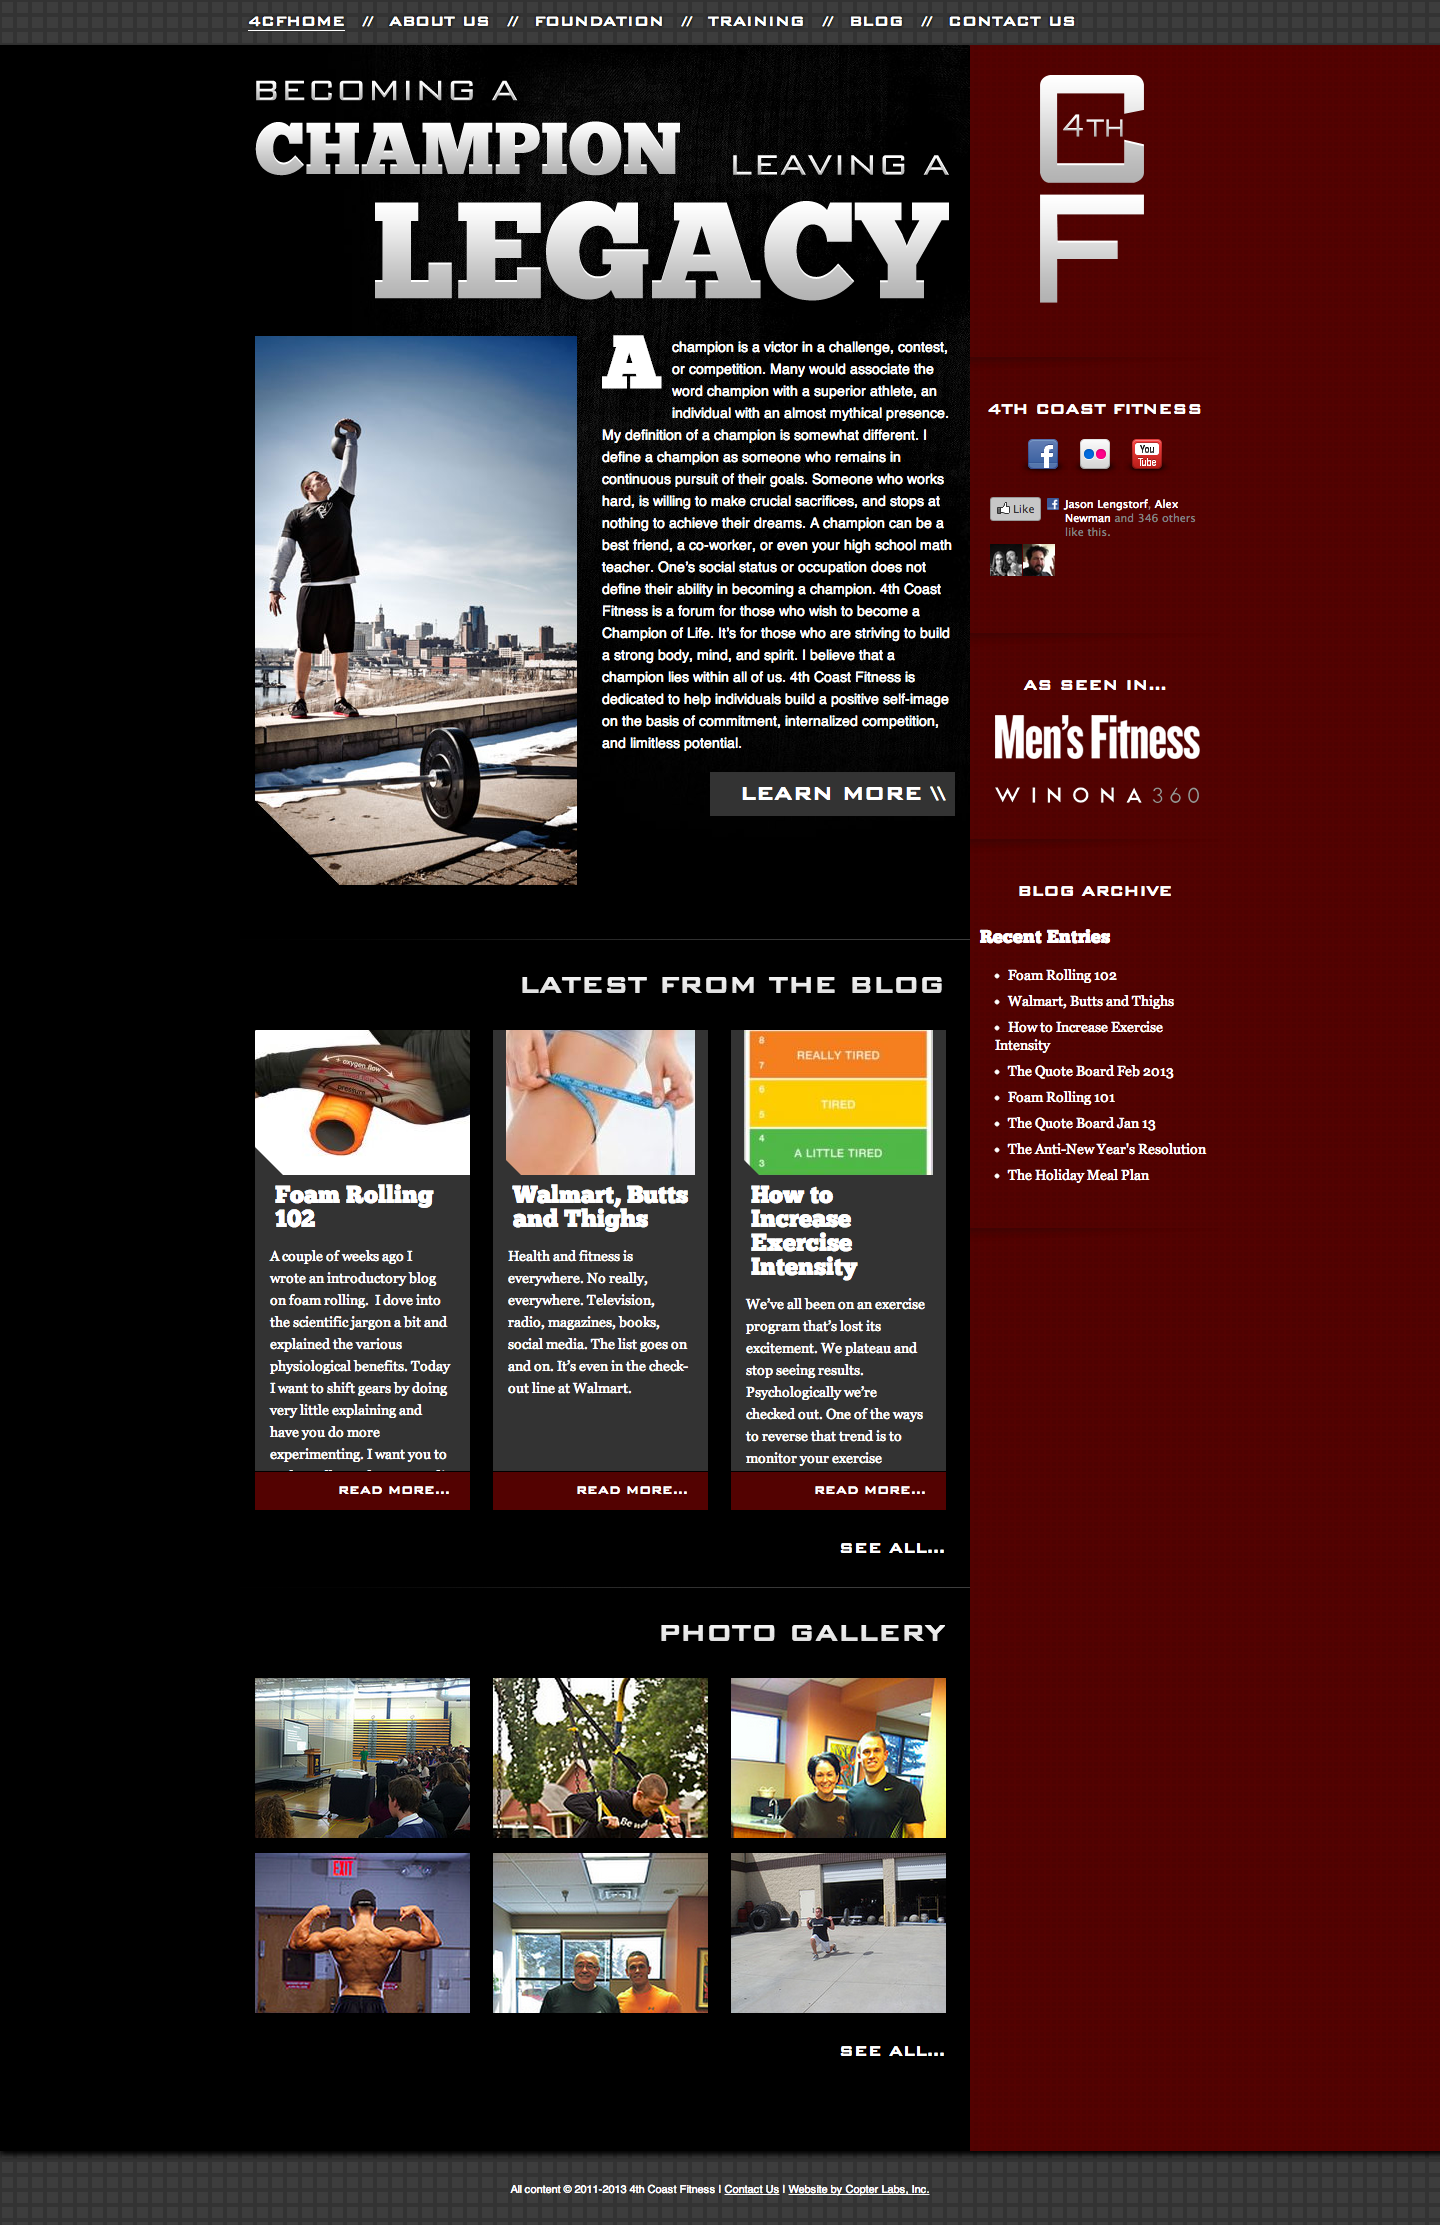 4CFHOME // ABOUT US // FOUNDATION // TRAINING // BLOG // CONTACT US
BECOMING A
CHAMPION
LEAVING A
LEGACY
A champion is a victor in a challenge, contest,
or competition. Many would associate the
word champion with a superior athlete, an
individual with an almost mythical presence.
My definition of a champion is somewhat different. I
define a champion as someone who remains in
continuous pursuit of their goals. Someone who works
hard, is willing to make crucial sacrifices, and stops at
nothing to achieve their dreams. A champion can be a
best friend, a co-worker, or even your high school math
teacher. One’s social status or occupation does not
define their ability in becoming a champion. 4th Coast
Fitness is a forum for those who wish to become a
Champion of Life. It’s for those who are striving to build
a strong body, mind, and spirit. I believe that a
champion lies within all of us. 4th Coast Fitness is
dedicated to help individuals build a positive self-image
on the basis of commitment, internalized competition,
and limitless potential.
LEARN MORE \\
4TH
CF
4TH COAST FITNESS
f
You
Tube
Like
Jason Lengstorf, Alex
Newman and 346 others
like this.
AS SEEN IN...
Men's Fitness
WINONA360
BLOG ARCHIVE
Recent Entries
• Foam Rolling 102
• Walmart, Butts and Thighs
• How to Increase Exercise
Intensity
• The Quote Board Feb 2013
• Foam Rolling 101
• The Quote Board Jan 13
• The Anti-New Year's Resolution
• The Holiday Meal Plan
LATEST FROM THE BLOG
+ oxygen flow
blood flow
pressure
Foam Rolling
102
A couple of weeks ago I
wrote an introductory blog
on foam rolling.  I dove into
the scientific jargon a bit and
explained the various
physiological benefits. Today
I want to shift gears by doing
very little explaining and
have you do more
experimenting. I want you to
READ MORE...
Walmart, Butts
and Thighs
Health and fitness is
everywhere. No really,
everywhere. Television,
radio, magazines, books,
social media. The list goes on
and on. It’s even in the check-
out line at Walmart.
READ MORE...
8
7
REALLY TIRED
6
5
TIRED
4
3
A LITTLE TIRED
How to
Increase
Exercise
Intensity
We’ve all been on an exercise
program that’s lost its
excitement. We plateau and
stop seeing results.
Psychologically we’re
checked out. One of the ways
to reverse that trend is to
monitor your exercise
READ MORE...
SEE ALL...
PHOTO GALLERY
EXIT
SEE ALL...
All content © 2011-2013 4th Coast Fitness | Contact Us | Website by Copter Labs, Inc.